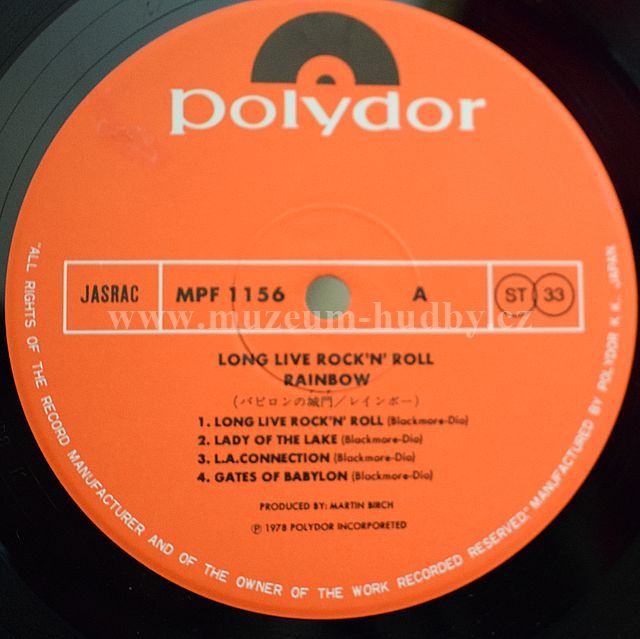 polydor
JASRAC MPF 1156 A ST 33
www.muzeum-hudby.cz
LONG LIVE ROCK'N' ROLL
RAINBOW
(バビロンの城門/レインボー)
1. LONG LIVE ROCK'N' ROLL (Blackmore-Dio)
2. LADY OF THE LAKE (Blackmore-Dio)
3. L.A.CONNECTION (Blackmore-Dio)
4. GATES OF BABYLON (Blackmore-Dio)
PRODUCED BY: MARTIN BIRCH
Ⓟ 1978 POLYDOR INCORPORETED
"ALL RIGHTS OF THE RECORD MANUFACTURER AND OF THE OWNER OF THE WORK RECORDED RESERVED." MANUFACTURED BY POLYDOR K.K., JAPAN